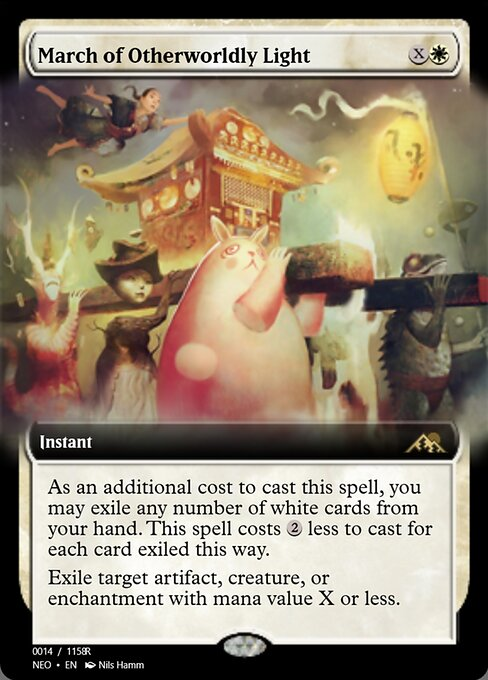 March of Otherworldly Light X
Instant
As an additional cost to cast this spell, you
may exile any number of white cards from
your hand. This spell costs 2 less to cast for
each card exiled this way.
Exile target artifact, creature, or
enchantment with mana value X or less.
0014 / 1158R
NEO • EN Nils Hamm